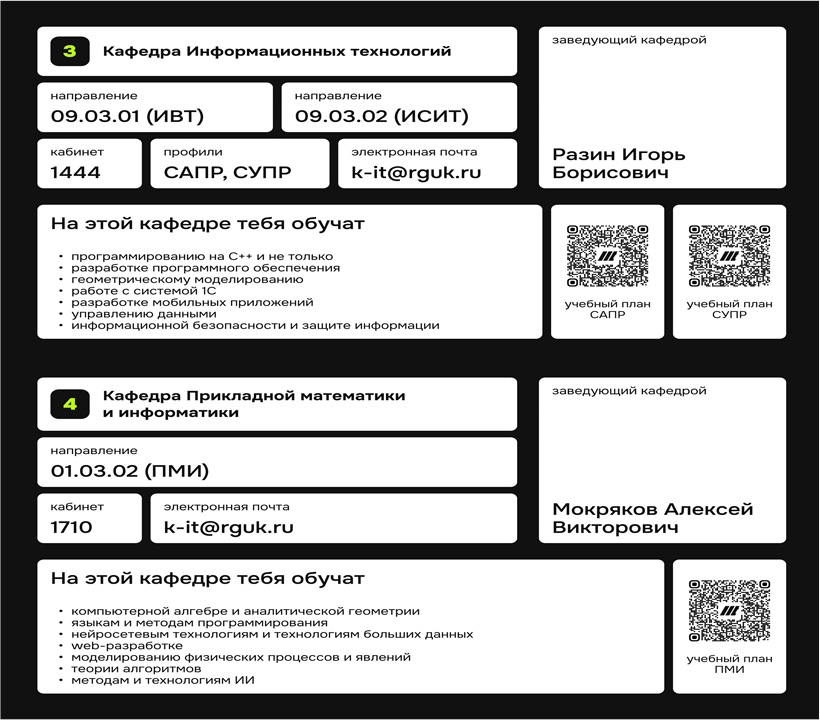 3
Кафедра Информационных технологий
заведующий кафедрой
Разин Игорь
Борисович
направление
09.03.01 (ИВТ)
направление
09.03.02 (ИСИТ)
кабинет
1444
профили
САПР, СУПР
электронная почта
k-it@rguk.ru
На этой кафедре тебя обучат
• программированию на С++ и не только
• разработке программного обеспечения
• геометрическому моделированию
• работе с системой 1С
• разработке мобильных приложений
• управлению данными
• информационной безопасности и защите информации
учебный план
САПР
учебный план
СУПР
4
Кафедра Прикладной математики
и информатики
заведующий кафедрой
Мокряков Алексей
Викторович
направление
01.03.02 (ПМИ)
кабинет
1710
электронная почта
k-it@rguk.ru
На этой кафедре тебя обучат
• компьютерной алгебре и аналитической геометрии
• языкам и методам программирования
• нейросетевым технологиям и технологиям больших данных
• web-разработке
• моделированию физических процессов и явлений
• теории алгоритмов
• методам и технологиям ИИ
учебный план
ПМИ